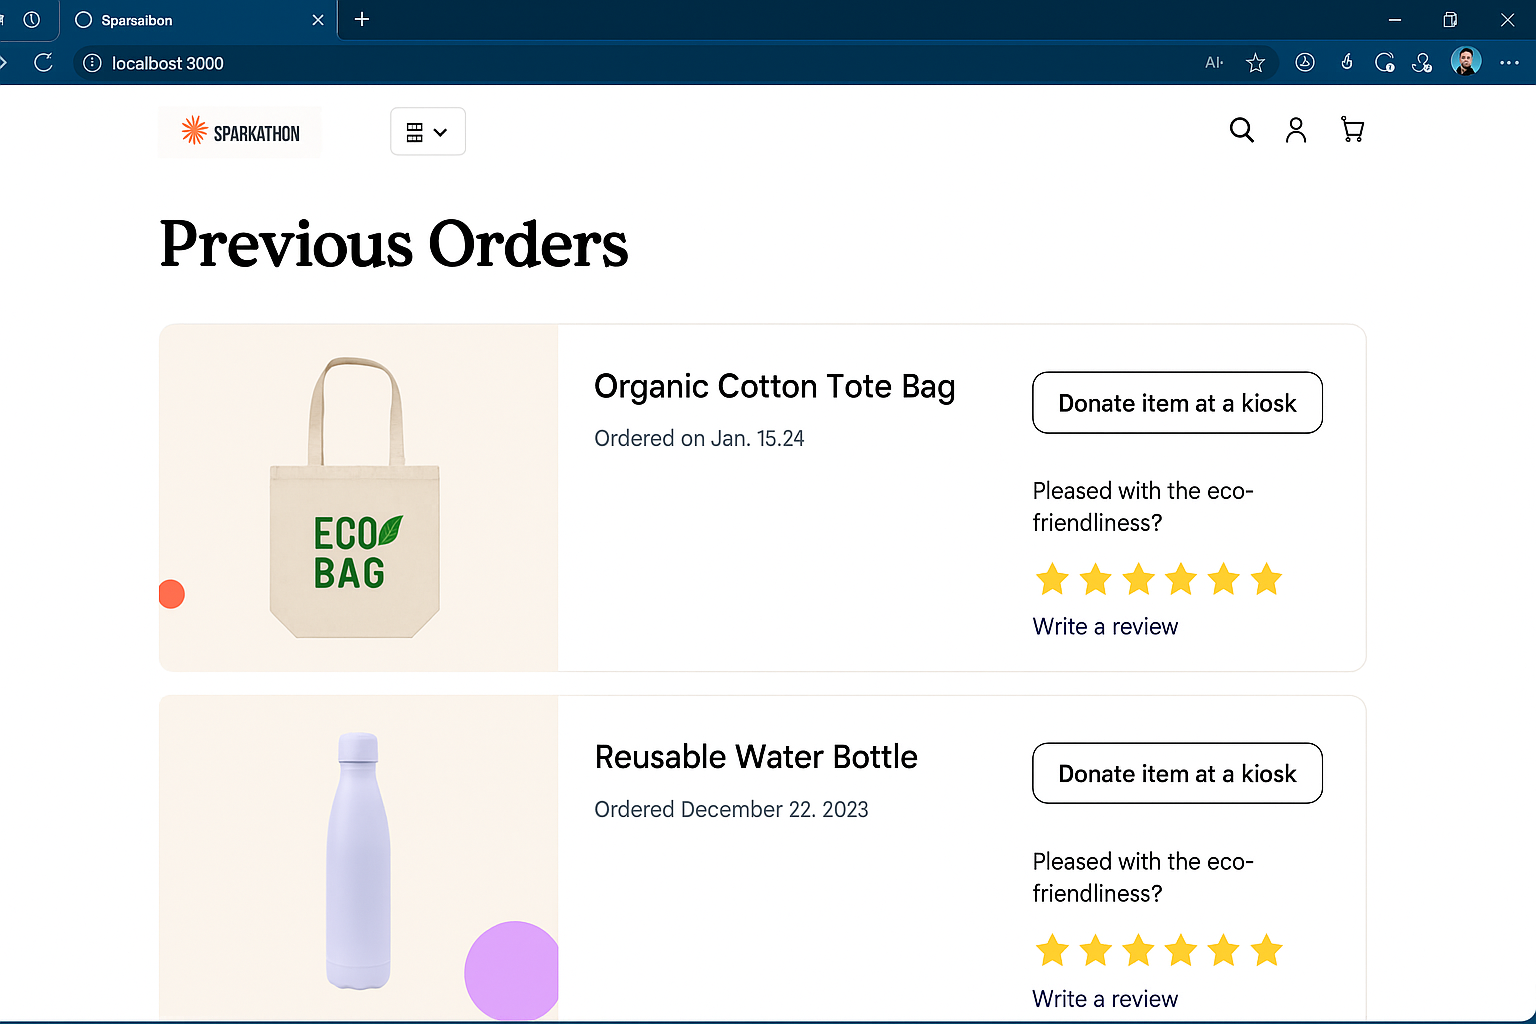 Sparsaibon
localbost 3000
AI
SPARKATHON
Previous Orders
Organic Cotton Tote Bag
Ordered on Jan. 15.24
Donate item at a kiosk
Pleased with the eco-
friendliness?
Write a review
ECO
BAG
Reusable Water Bottle
Ordered December 22. 2023
Donate item at a kiosk
Pleased with the eco-
friendliness?
Write a review